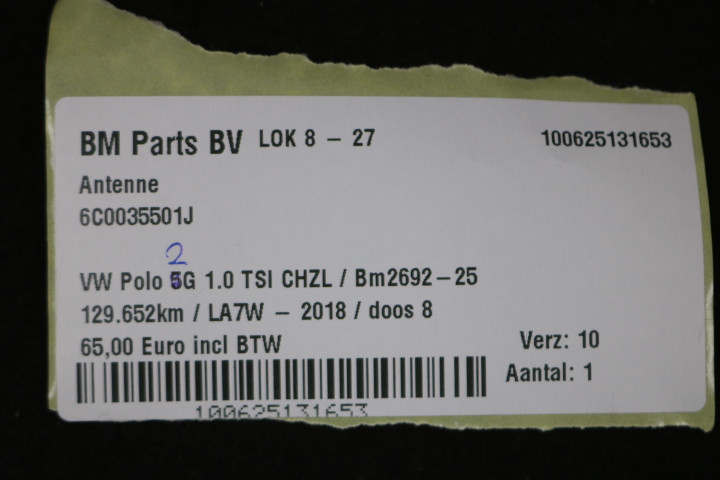 BM Parts BV LOK 8 - 27 100625131653
Antenne
6C0035501J
2
VW Polo 5G 1.0 TSI CHZL / Bm2692-25
129.652km / LA7W - 2018 / doos 8
65,00 Euro incl BTW Verz: 10
Aantal: 1
100625131653